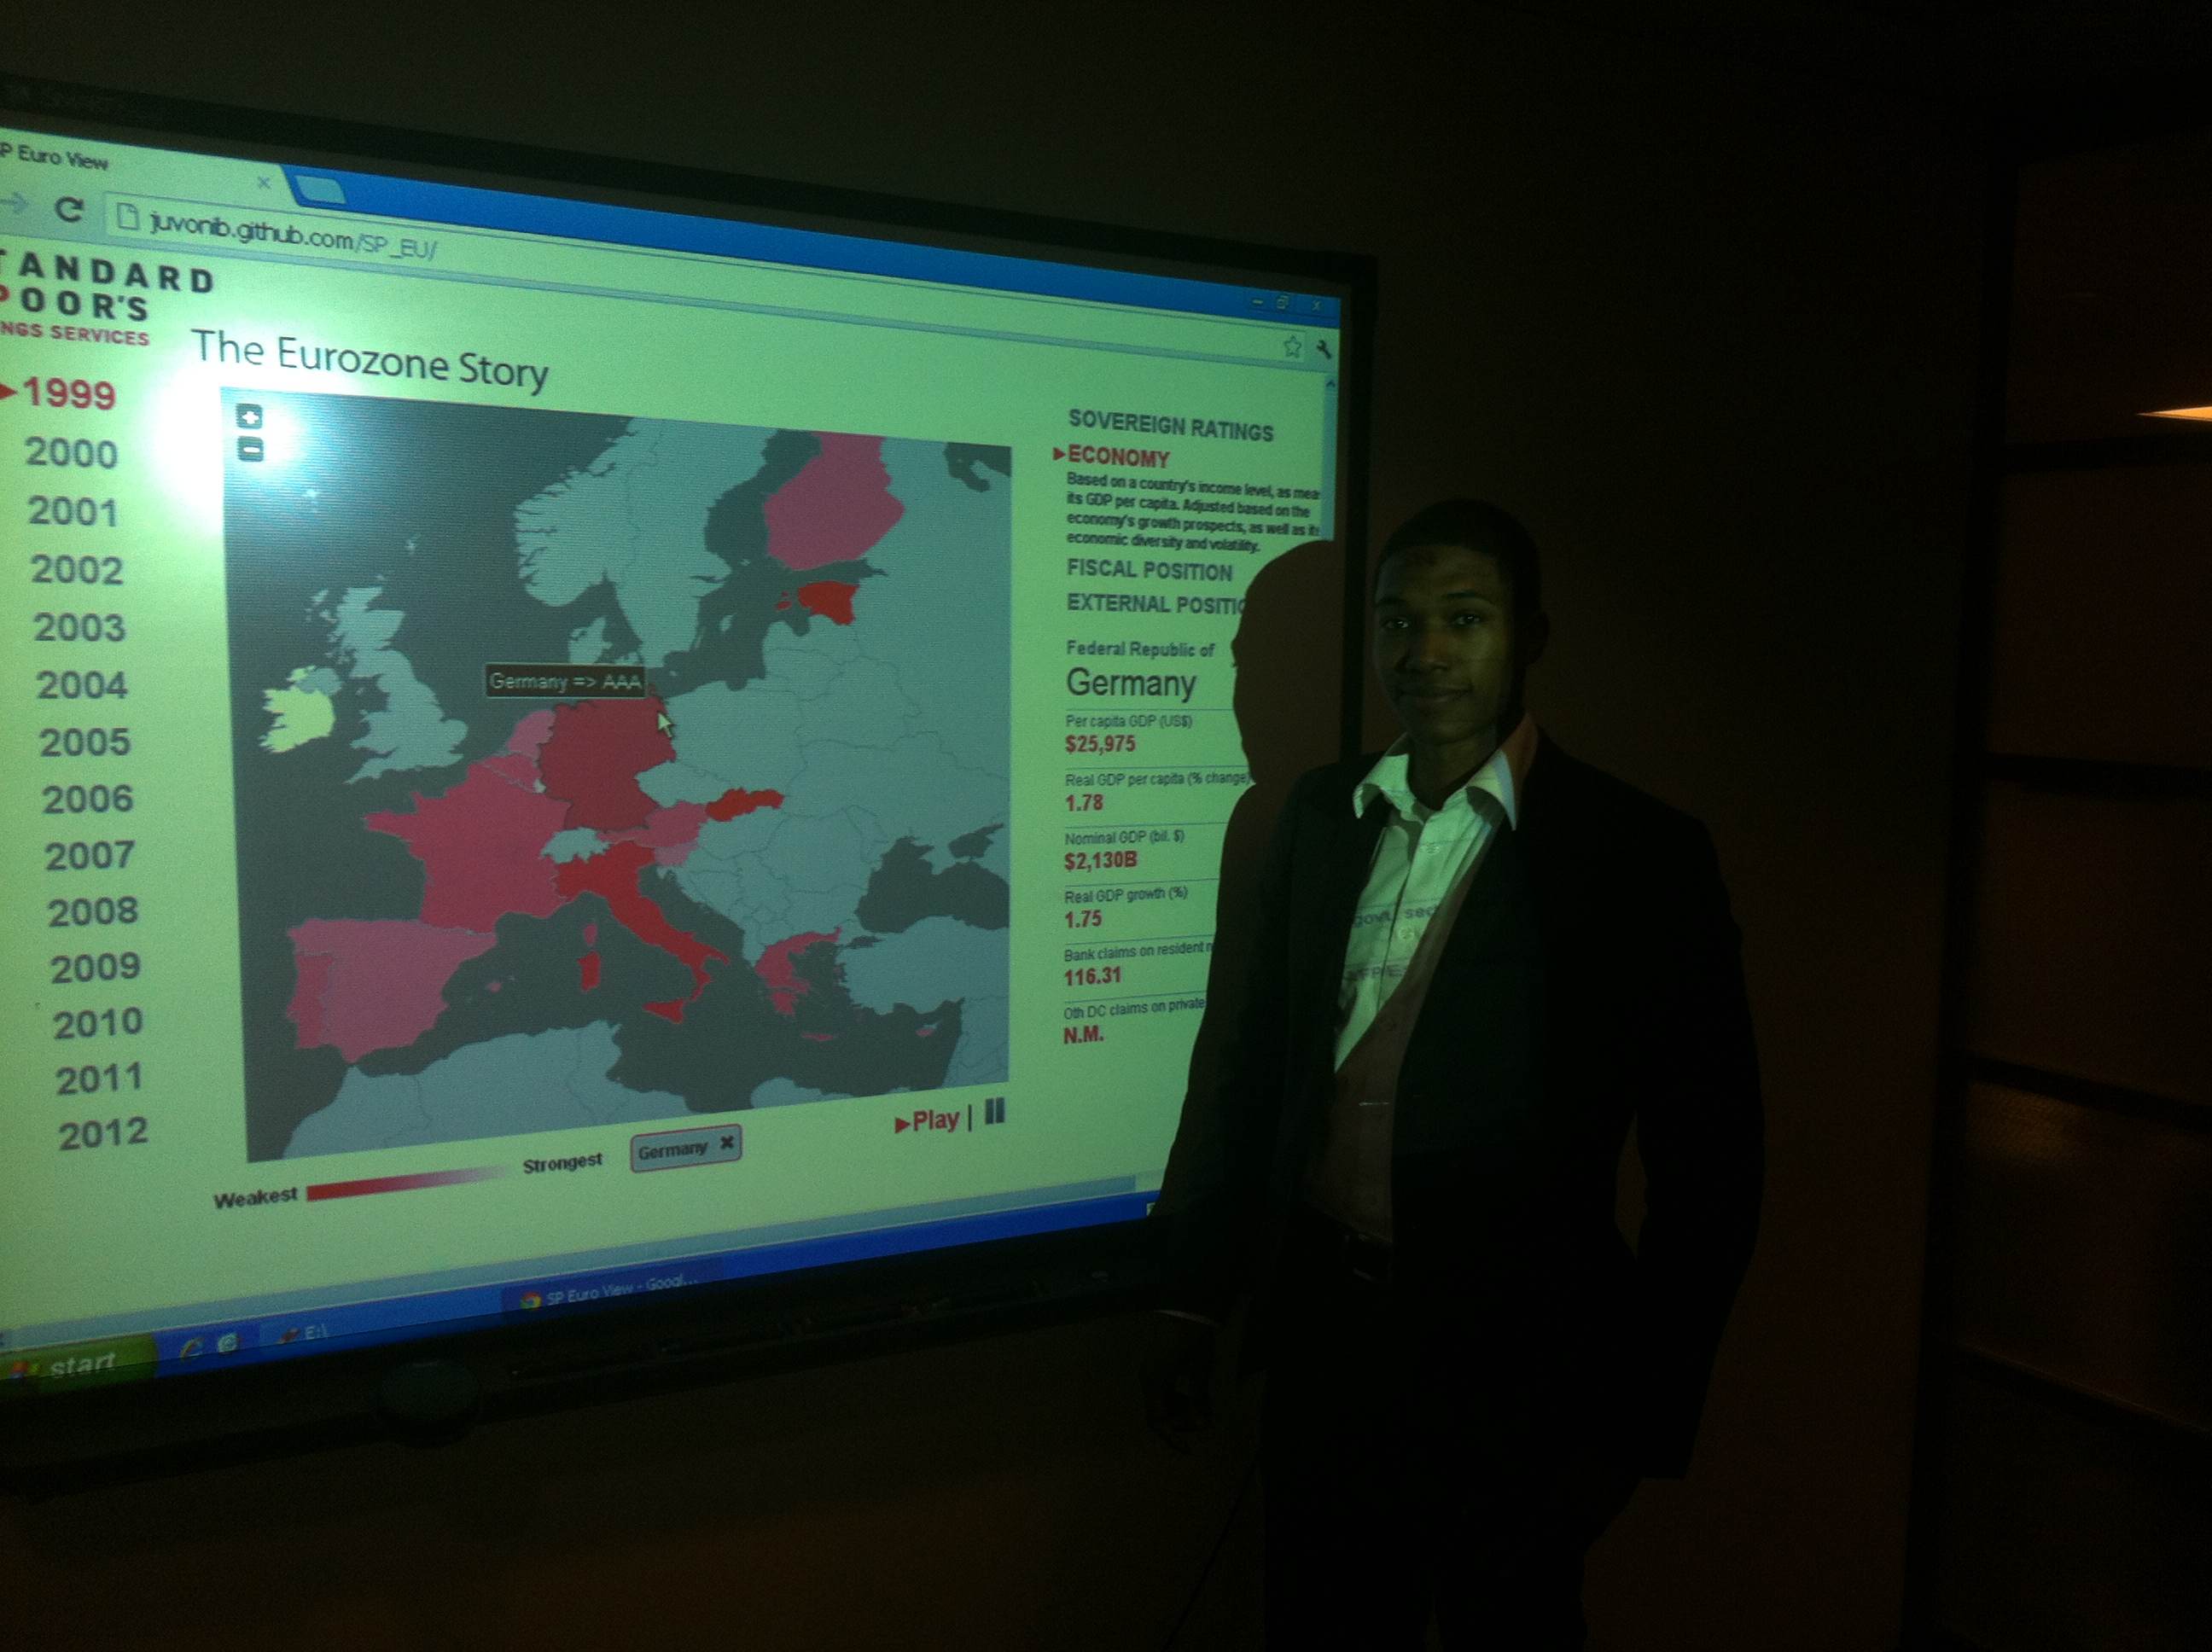 P Euro View
juvonib.github.com/SP_EU/
TANDARD
POOR'S
NGS SERVICES
The Eurozone Story
1999
2000
2001
2002
2003
2004
2005
2006
2007
2008
2009
2010
2011
2012
Germany => AAA
Weakest
Strongest
Germany
Play |
SOVEREIGN RATINGS
ECONOMY
Based on a country's income level, as mea
its GDP per capita. Adjusted based on the
economy's growth prospects, as well as its
economic diversity and volatility.
FISCAL POSITION
EXTERNAL POSITIO
Federal Republic of
Germany
Per capita GDP (US$)
$25,975
Real GDP per capita (% change)
1.78
Nominal GDP (bil. $)
$2,130B
Real GDP growth (%)
1.75
Bank claims on resident n
116.31
Oth DC claims on private
N.M.
govt. sec
SP Euro View - Googl...
start
E:\